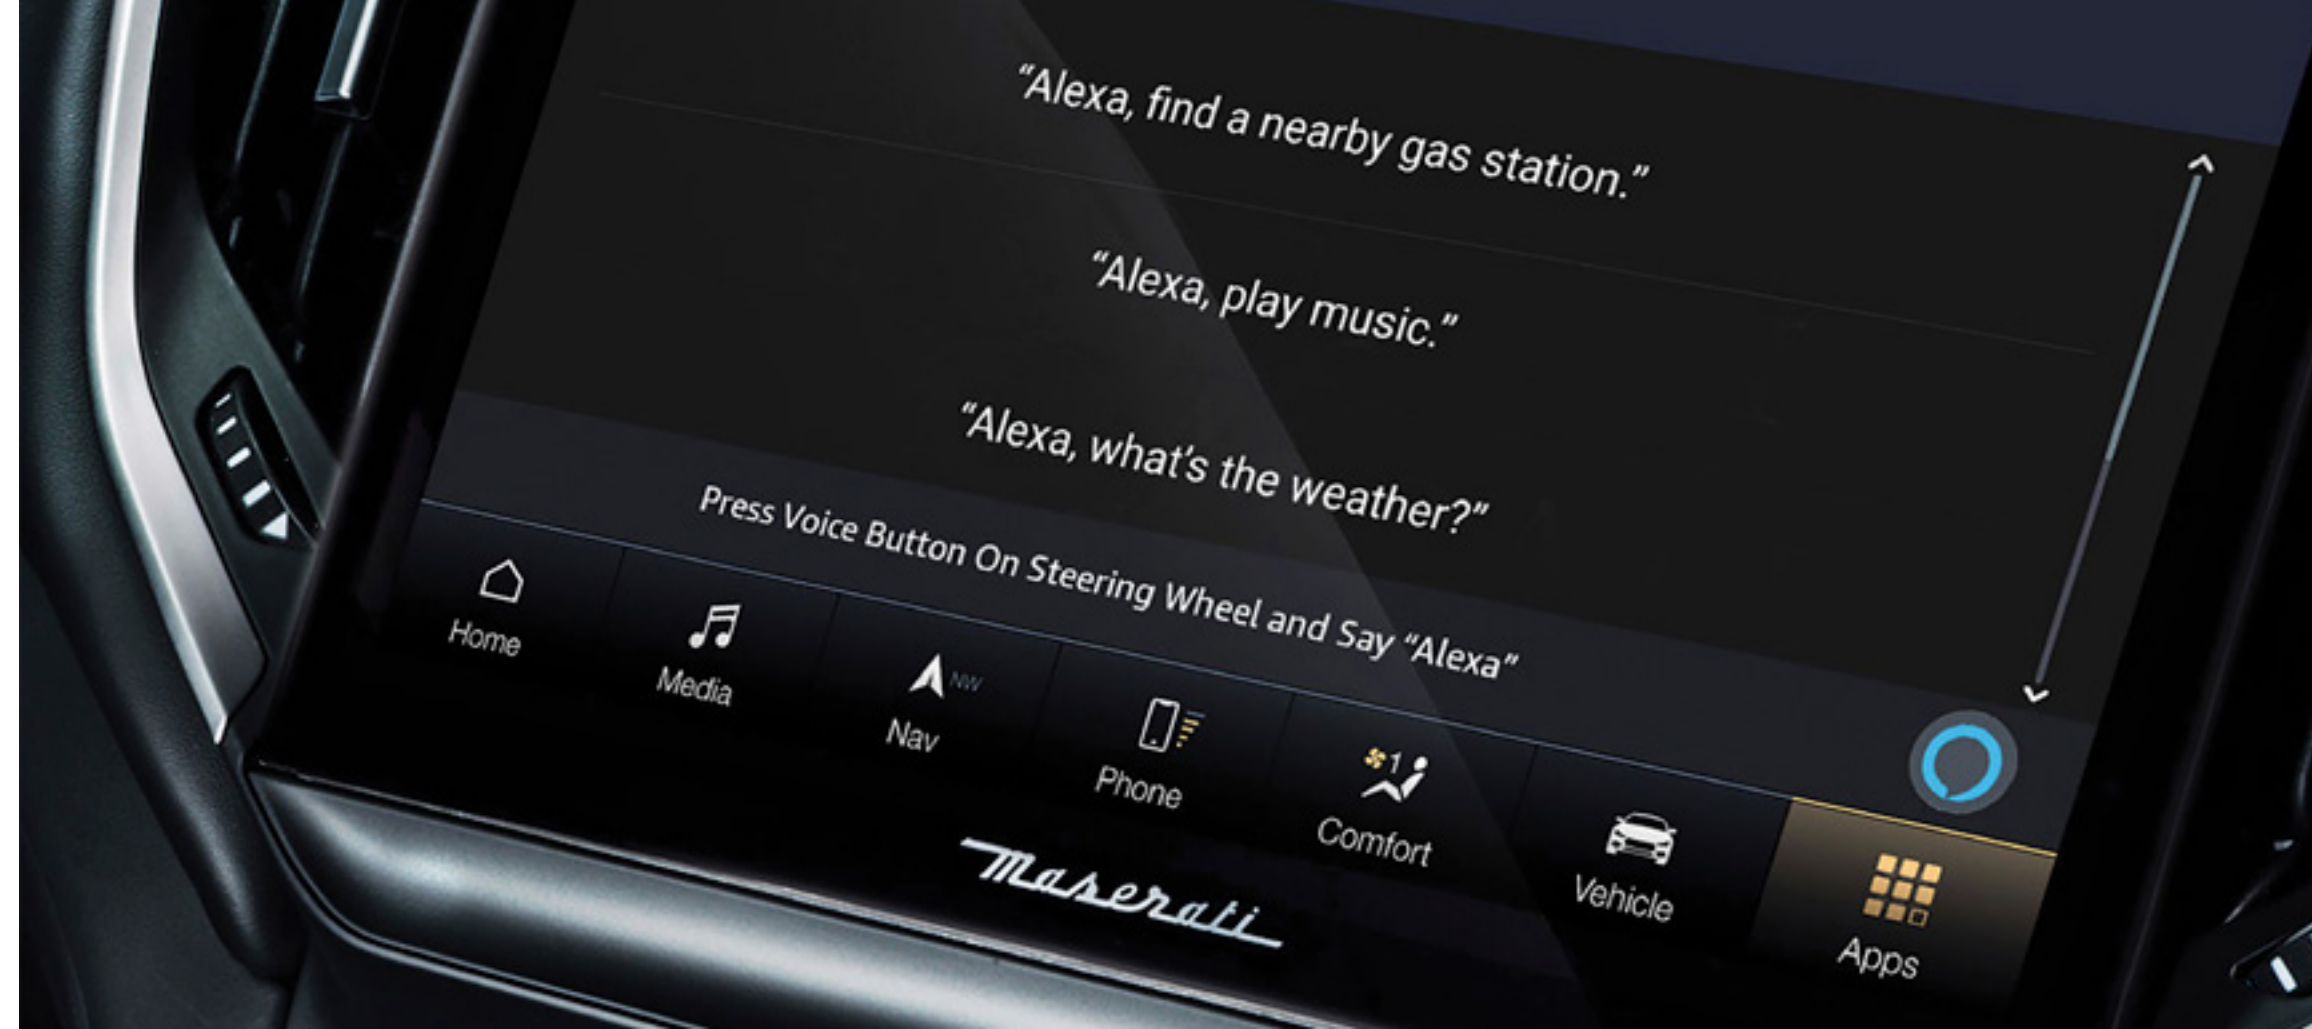 “Alexa, find a nearby gas station.”
“Alexa, play music.”
“Alexa, what’s the weather?”
Press Voice Button On Steering Wheel and Say “Alexa”
Home
Media
NW
Nav
Phone
1
Comfort
Vehicle
Apps
Maserati